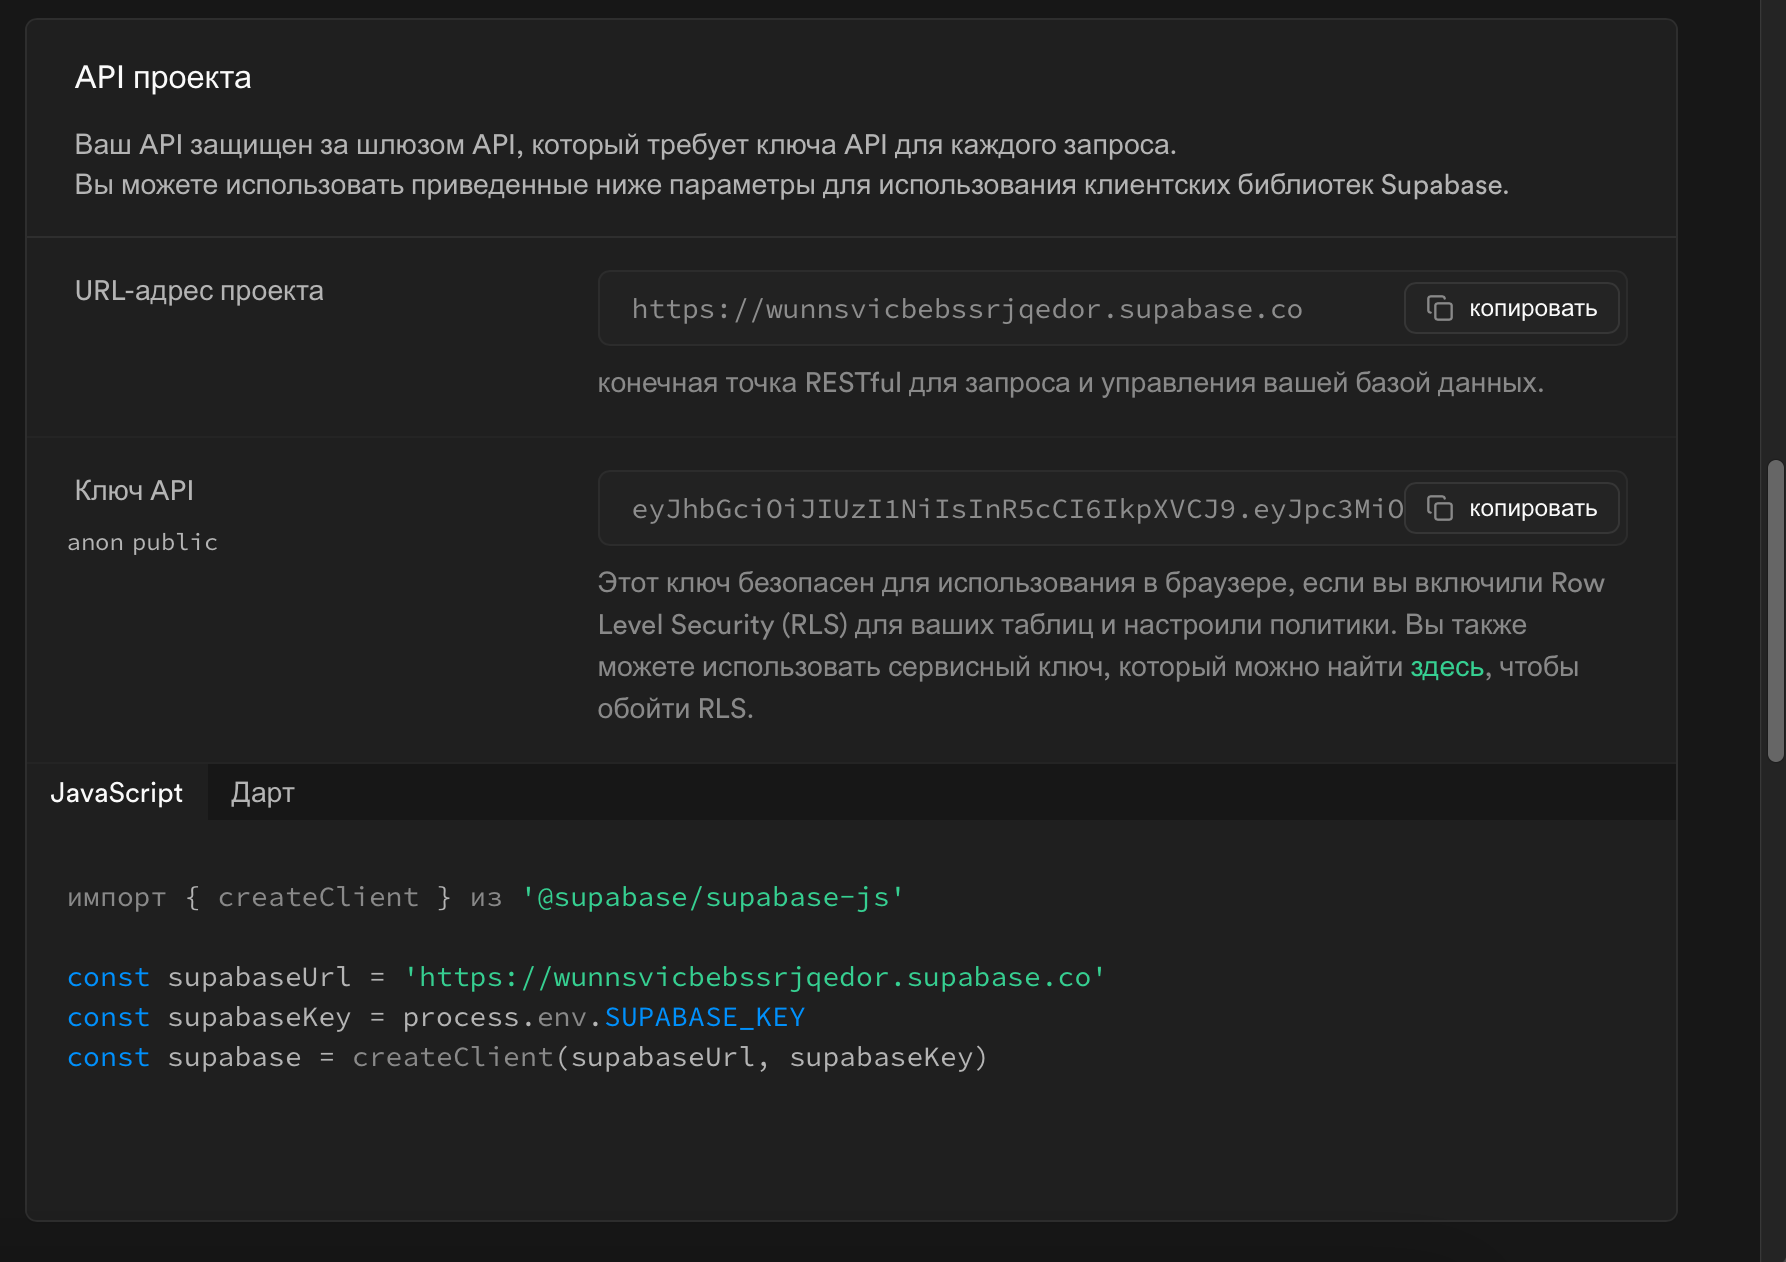 API проекта
Ваш API защищен за шлюзом API, который требует ключа API для каждого запроса.
Вы можете использовать приведенные ниже параметры для использования клиентских библиотек Supabase.
URL-адрес проекта
https://wunnsvicbebssrjqedor.supabase.co
копировать
конечная точка RESTful для запроса и управления вашей базой данных.
Ключ API
anon public
eyJhbGciOiJIUzI1NiIsInR5cCI6IkpXVCJ9.eyJpc3MiO
копировать
Этот ключ безопасен для использования в браузере, если вы включили Row
Level Security (RLS) для ваших таблиц и настроили политики. Вы также
можете использовать сервисный ключ, который можно найти здесь, чтобы
обойти RLS.
JavaScript Дарт
импорт { createClient } из '@supabase/supabase-js'
const supabaseUrl = 'https://wunnsvicbebssrjqedor.supabase.co'
const supabaseKey = process.env.SUPABASE_KEY
const supabase = createClient(supabaseUrl, supabaseKey)